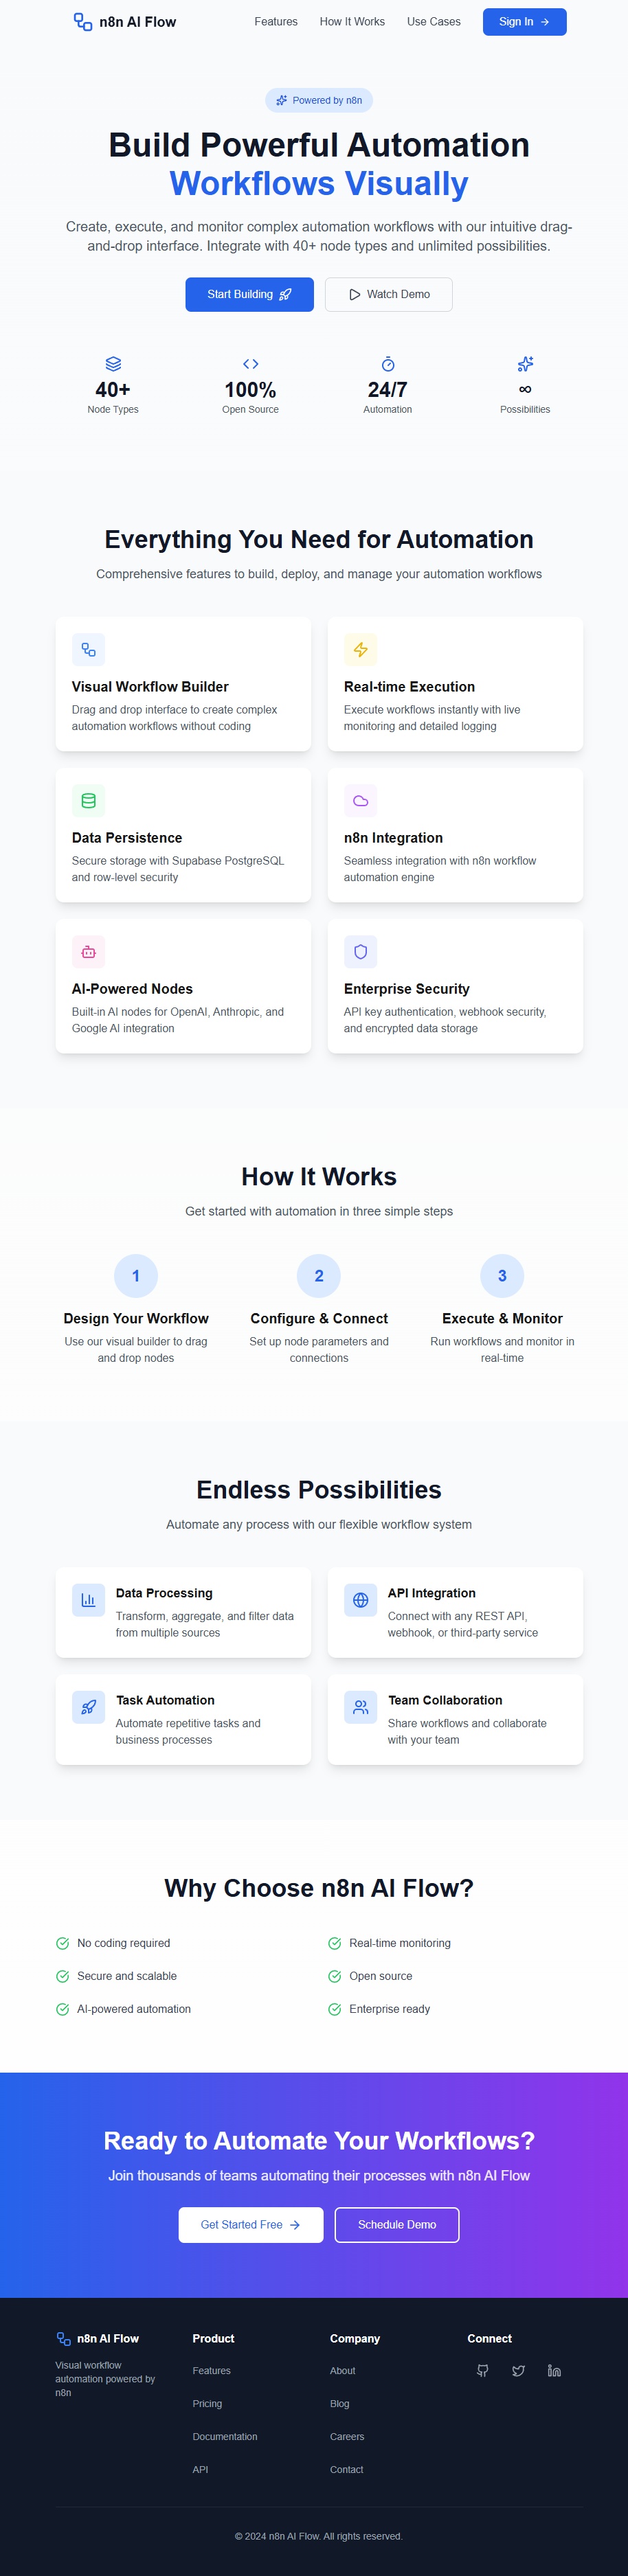 n8n AI Flow
Features
How It Works
Use Cases
Sign In
Powered by n8n
Build Powerful Automation
Workflows Visually
Create, execute, and monitor complex automation workflows with our intuitive drag-
and-drop interface. Integrate with 40+ node types and unlimited possibilities.
Start Building
Watch Demo
40+
Node Types
100%
Open Source
24/7
Automation
∞
Possibilities
Everything You Need for Automation
Comprehensive features to build, deploy, and manage your automation workflows
Visual Workflow Builder
Drag and drop interface to create complex
automation workflows without coding
Real-time Execution
Execute workflows instantly with live
monitoring and detailed logging
Data Persistence
Secure storage with Supabase PostgreSQL
and row-level security
n8n Integration
Seamless integration with n8n workflow
automation engine
AI-Powered Nodes
Built-in AI nodes for OpenAI, Anthropic, and
Google AI integration
Enterprise Security
API key authentication, webhook security,
and encrypted data storage
How It Works
Get started with automation in three simple steps
1
Design Your Workflow
Use our visual builder to drag
and drop nodes
2
Configure & Connect
Set up node parameters and
connections
3
Execute & Monitor
Run workflows and monitor in
real-time
Endless Possibilities
Automate any process with our flexible workflow system
Data Processing
Transform, aggregate, and filter data
from multiple sources
API Integration
Connect with any REST API,
webhook, or third-party service
Task Automation
Automate repetitive tasks and
business processes
Team Collaboration
Share workflows and collaborate
with your team
Why Choose n8n AI Flow?
No coding required
Real-time monitoring
Secure and scalable
Open source
AI-powered automation
Enterprise ready
Ready to Automate Your Workflows?
Join thousands of teams automating their processes with n8n AI Flow
Get Started Free
Schedule Demo
n8n AI Flow
Visual workflow
automation powered by
n8n
Product
Features
Pricing
Documentation
API
Company
About
Blog
Careers
Contact
Connect
© 2024 n8n AI Flow. All rights reserved.